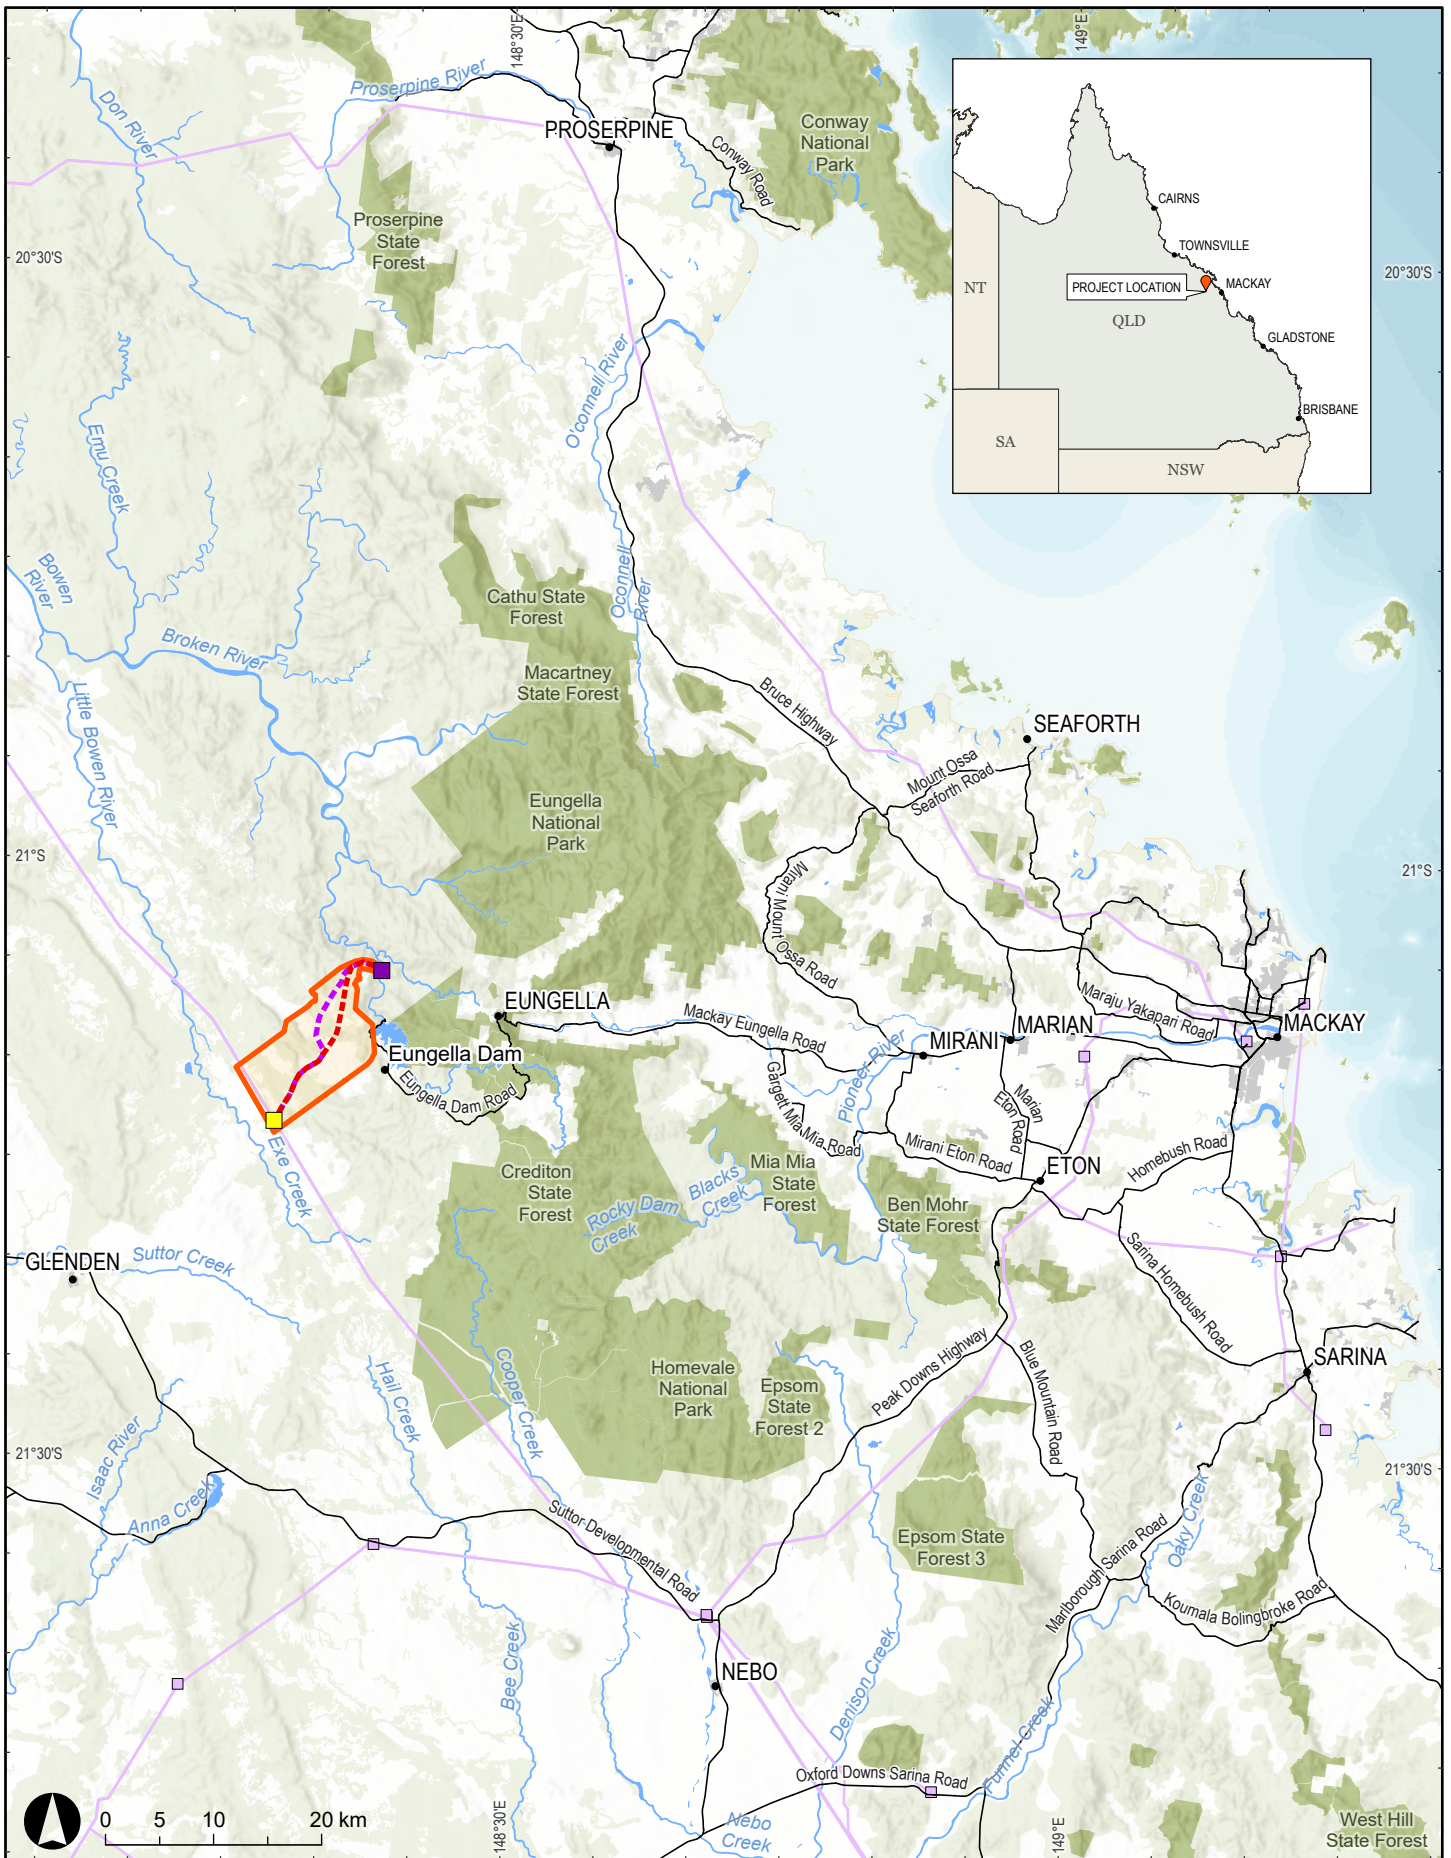 148°30'E
149°E
Don River
Proserpine River
PROSERPINE
Conway
National
Park
Conway Road
Proserpine
State
Forest
20°30'S
20°30'S
CAIRNS
TOWNSVILLE
PROJECT LOCATION
MACKAY
NT
QLD
GLADSTONE
BRISBANE
SA
NSW
O'connell River
Emu Creek
Bowen
River
Oconnell
River
Cathu State
Forest
Broken River
Macartney
State Forest
Little Bowen River
Bruce Highway
SEAFORTH
Mount Ossa
Seaforth Road
Eungella
National
Park
21°S
21°S
Mirani Mount Ossa Road
EUNGELLA
Mackay Eungella Road
Maraju Yakapari Road
MARIAN
MACKAY
MIRANI
Pioneer River
Eungella Dam
Eungella Dam Road
Gargett Mia Mia Road
Marian
Eton Road
Mirani Eton Road
Homebush Road
ETON
Exe Creek
Crediton
State
Forest
Mia Mia
State
Forest
Blacks
Creek
Rocky Dam
Creek
Ben Mohr
State Forest
GLENDEN
Suttor Creek
Sarina Homebush Road
Hail Creek
Cooper Creek
Homevale
National
Park
Epsom
State
Forest 2
Peak Downs Highway
Blue Mountain Road
SARINA
Isaac River
Anna Creek
21°30'S
21°30'S
Suttor Developmental Road
Epsom State
Forest 3
Oaky Creek
Marlborough Sarina Road
Koumala Bolingbroke Road
NEBO
Bee Creek
Denison Creek
Funnel Creek
Oxford Downs Sarina Road
Nebo
Creek
West Hill
State Forest
0 5 10 20 km
148°30'E
149°E